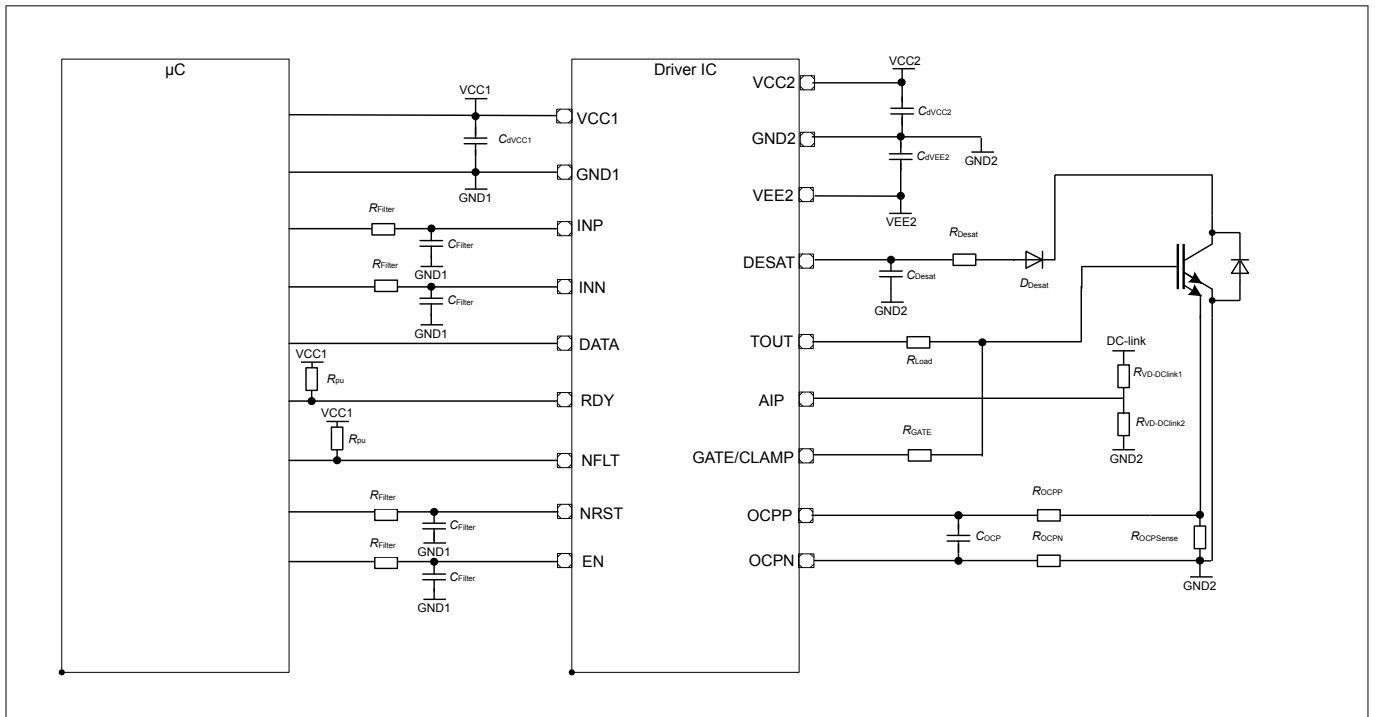 µC
Driver IC
VCC1
CdVCC1
GND1
VCC1
GND1
RFilter
CFilter
GND1
INP
RFilter
CFilter
GND1
INN
DATA
VCC1
Rpu
RDY
VCC1
Rpu
NFLT
RFilter
CFilter
GND1
NRST
RFilter
CFilter
GND1
EN
VCC2
VCC2
CdVCC2
GND2
GND2
CdVEE2
VEE2
VEE2
DESAT
RDesat
CDesat
GND2
DDesat
TOUT
RLoad
DC-link
RVD-DClink1
AIP
RVD-DClink2
GND2
RGATE
GATE/CLAMP
OCPP
ROCPP
COCP
ROCPN
ROCPSense
OCPN
GND2